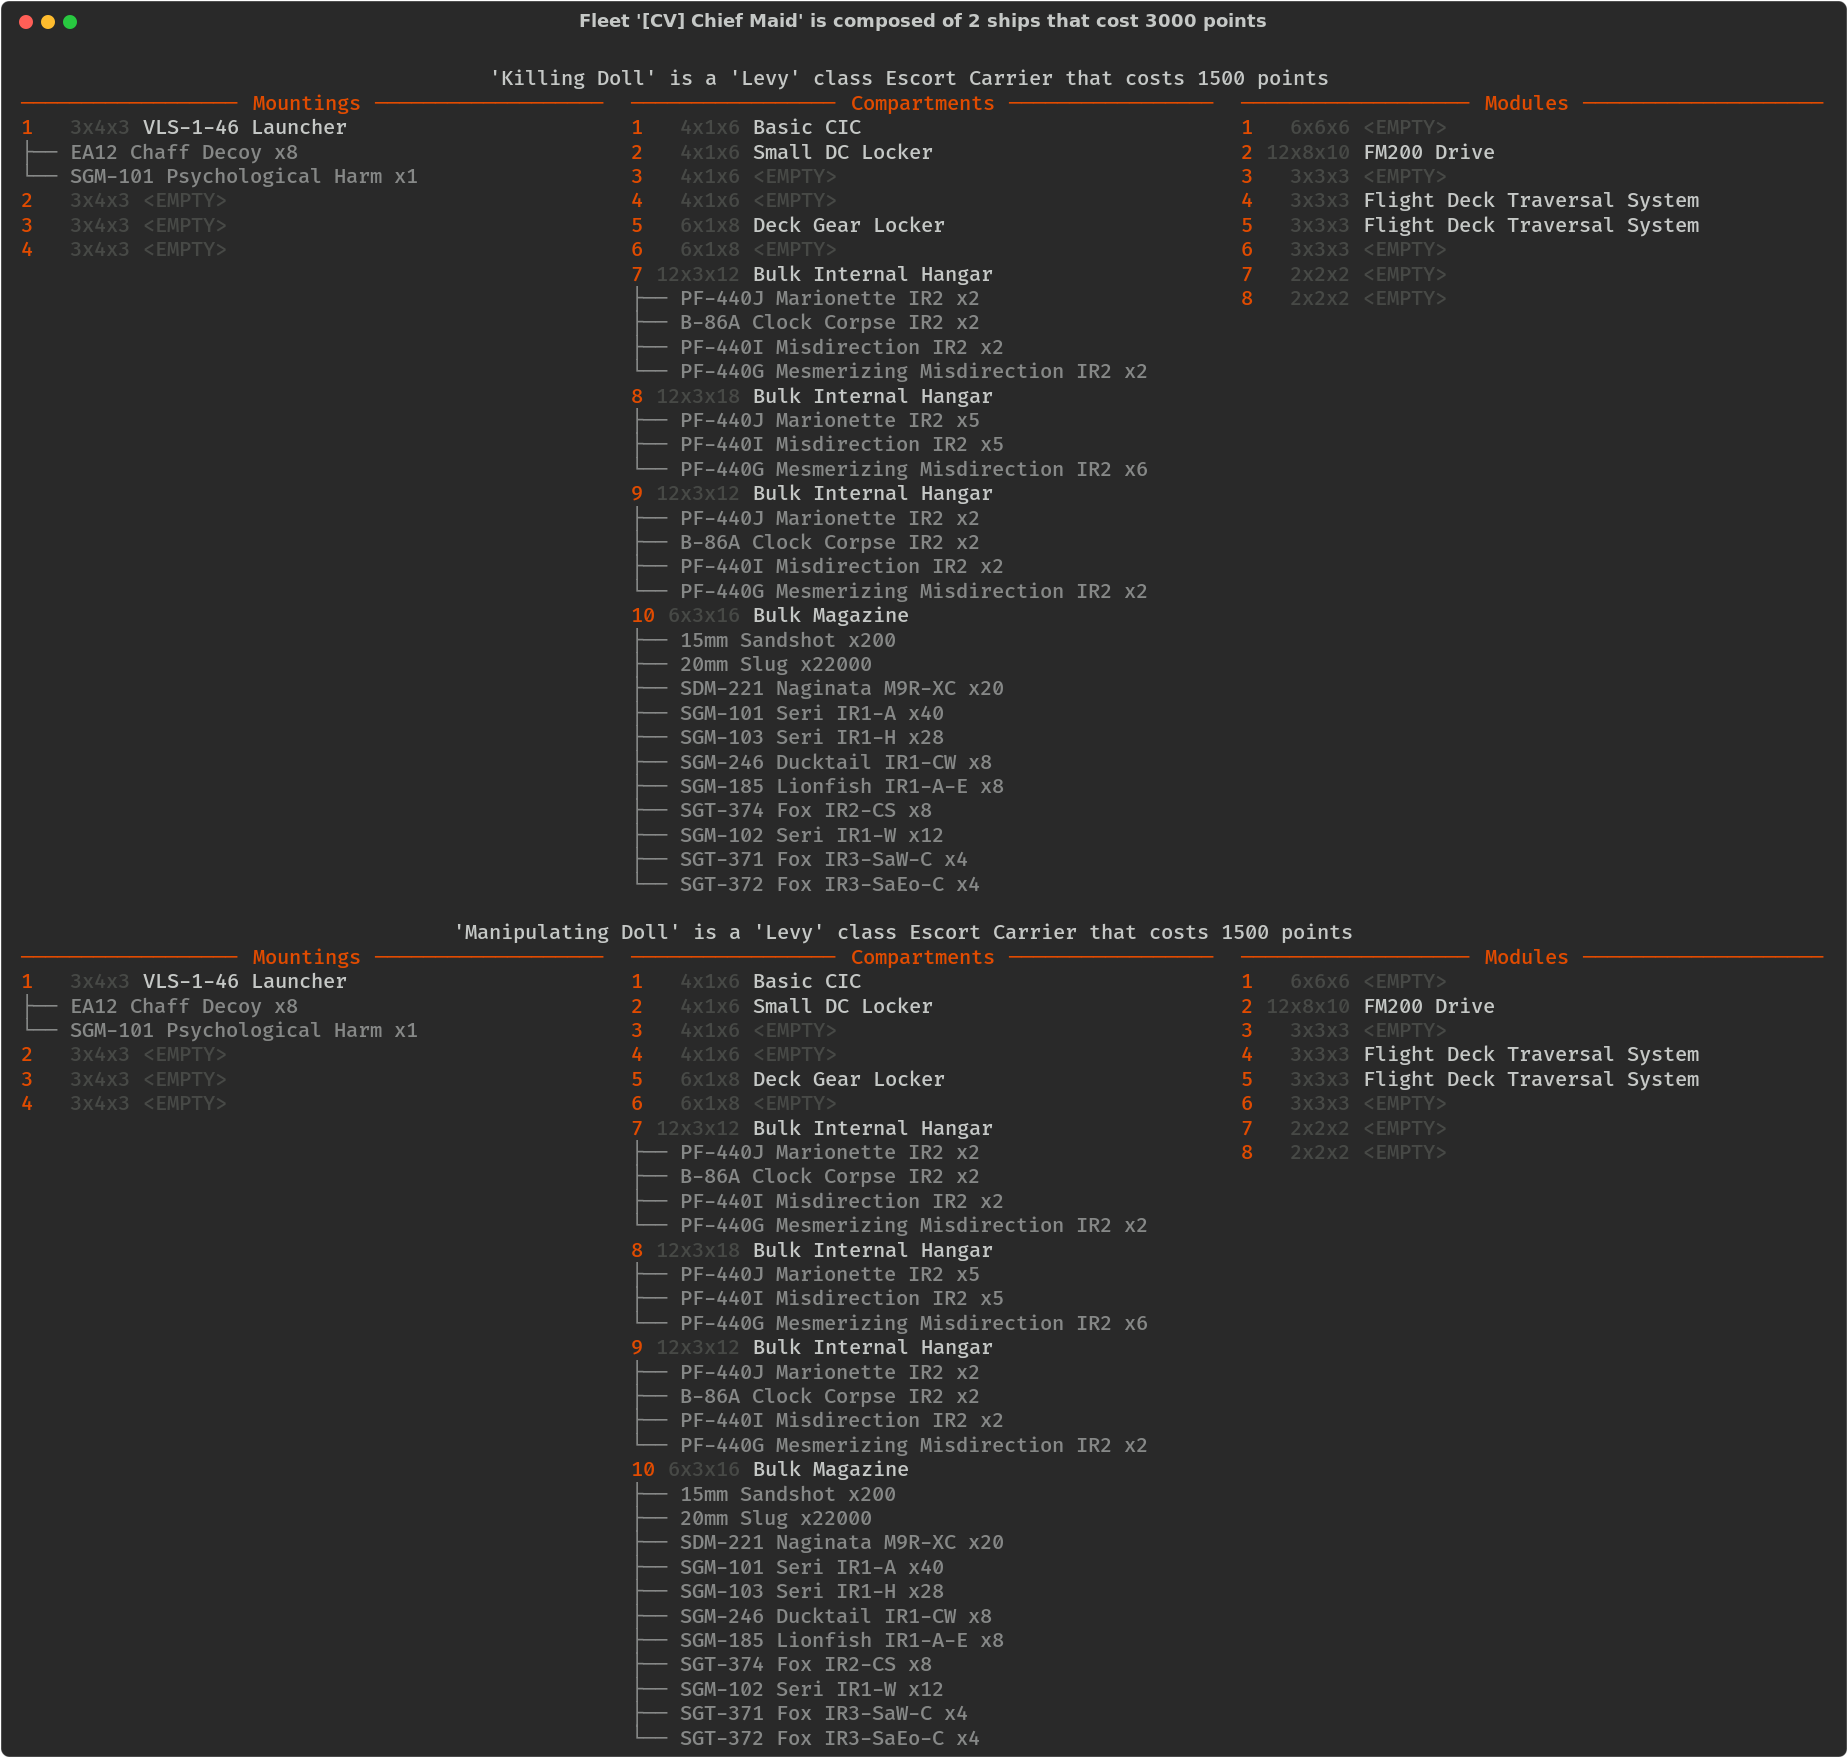 Fleet '[CV] Chief Maid' is composed of 2 ships that cost 3000 points
'Killing Doll' is a 'Levy' class Escort Carrier that costs 1500 points
Mountings
1 3x4x3 VLS-1-46 Launcher
EA12 Chaff Decoy x8
SGM-101 Psychological Harm x1
2 3x4x3 <EMPTY>
3 3x4x3 <EMPTY>
4 3x4x3 <EMPTY>
Compartments
1 4x1x6 Basic CIC
2 4x1x6 Small DC Locker
3 4x1x6 <EMPTY>
4 4x1x6 <EMPTY>
5 6x1x8 Deck Gear Locker
6 6x1x8 <EMPTY>
7 12x3x12 Bulk Internal Hangar
PF-440J Marionette IR2 x2
B-86A Clock Corpse IR2 x2
PF-440I Misdirection IR2 x2
PF-440G Mesmerizing Misdirection IR2 x2
8 12x3x18 Bulk Internal Hangar
PF-440J Marionette IR2 x5
PF-440I Misdirection IR2 x5
PF-440G Mesmerizing Misdirection IR2 x6
9 12x3x12 Bulk Internal Hangar
PF-440J Marionette IR2 x2
B-86A Clock Corpse IR2 x2
PF-440I Misdirection IR2 x2
PF-440G Mesmerizing Misdirection IR2 x2
10 6x3x16 Bulk Magazine
15mm Sandshot x200
20mm Slug x22000
SDM-221 Naginata M9R-XC x20
SGM-101 Seri IR1-A x40
SGM-103 Seri IR1-H x28
SGM-246 Ducktail IR1-CW x8
SGM-185 Lionfish IR1-A-E x8
SGT-374 Fox IR2-CS x8
SGM-102 Seri IR1-W x12
SGT-371 Fox IR3-SaW-C x4
SGT-372 Fox IR3-SaEo-C x4
Modules
1 6x6x6 <EMPTY>
2 12x8x10 FM200 Drive
3 3x3x3 <EMPTY>
4 3x3x3 Flight Deck Traversal System
5 3x3x3 Flight Deck Traversal System
6 3x3x3 <EMPTY>
7 2x2x2 <EMPTY>
8 2x2x2 <EMPTY>
'Manipulating Doll' is a 'Levy' class Escort Carrier that costs 1500 points
Mountings
1 3x4x3 VLS-1-46 Launcher
EA12 Chaff Decoy x8
SGM-101 Psychological Harm x1
2 3x4x3 <EMPTY>
3 3x4x3 <EMPTY>
4 3x4x3 <EMPTY>
Compartments
1 4x1x6 Basic CIC
2 4x1x6 Small DC Locker
3 4x1x6 <EMPTY>
4 4x1x6 <EMPTY>
5 6x1x8 Deck Gear Locker
6 6x1x8 <EMPTY>
7 12x3x12 Bulk Internal Hangar
PF-440J Marionette IR2 x2
B-86A Clock Corpse IR2 x2
PF-440I Misdirection IR2 x2
PF-440G Mesmerizing Misdirection IR2 x2
8 12x3x18 Bulk Internal Hangar
PF-440J Marionette IR2 x5
PF-440I Misdirection IR2 x5
PF-440G Mesmerizing Misdirection IR2 x6
9 12x3x12 Bulk Internal Hangar
PF-440J Marionette IR2 x2
B-86A Clock Corpse IR2 x2
PF-440I Misdirection IR2 x2
PF-440G Mesmerizing Misdirection IR2 x2
10 6x3x16 Bulk Magazine
15mm Sandshot x200
20mm Slug x22000
SDM-221 Naginata M9R-XC x20
SGM-101 Seri IR1-A x40
SGM-103 Seri IR1-H x28
SGM-246 Ducktail IR1-CW x8
SGM-185 Lionfish IR1-A-E x8
SGT-374 Fox IR2-CS x8
SGM-102 Seri IR1-W x12
SGT-371 Fox IR3-SaW-C x4
SGT-372 Fox IR3-SaEo-C x4
Modules
1 6x6x6 <EMPTY>
2 12x8x10 FM200 Drive
3 3x3x3 <EMPTY>
4 3x3x3 Flight Deck Traversal System
5 3x3x3 Flight Deck Traversal System
6 3x3x3 <EMPTY>
7 2x2x2 <EMPTY>
8 2x2x2 <EMPTY>